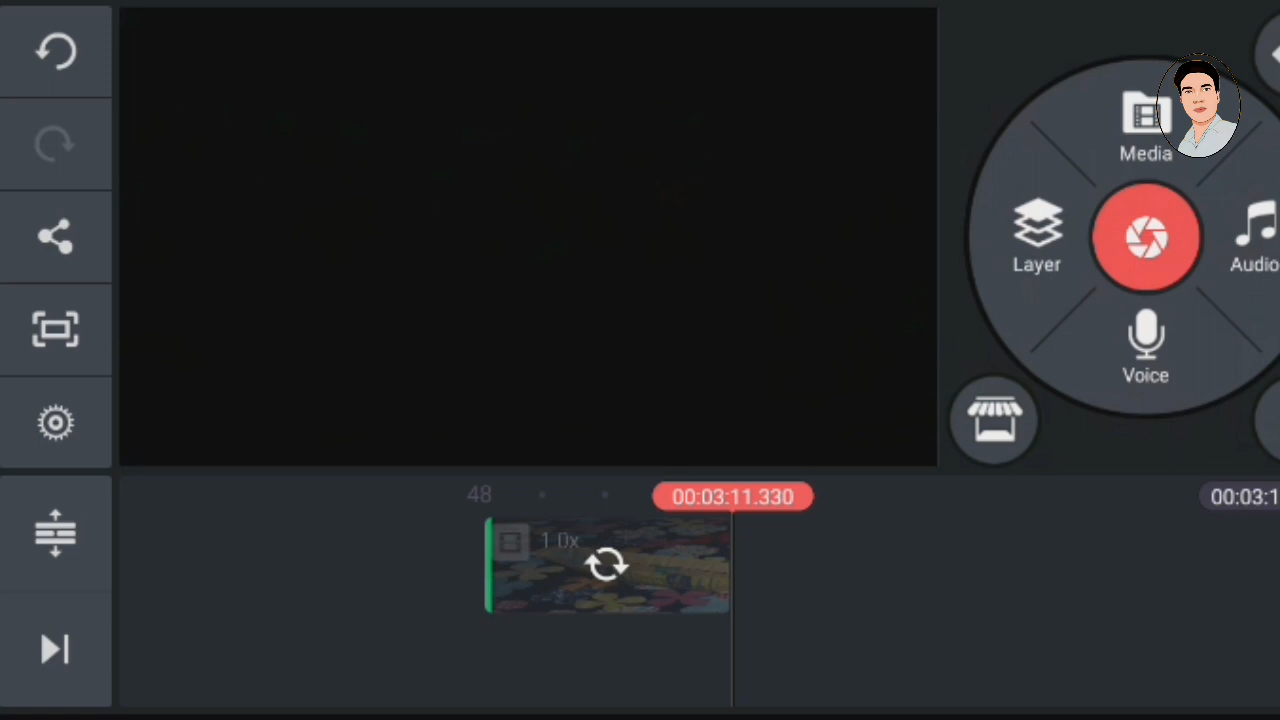 Media
Layer
Audio
Voice
48
00:03:11.330
00:03:1
1.0x